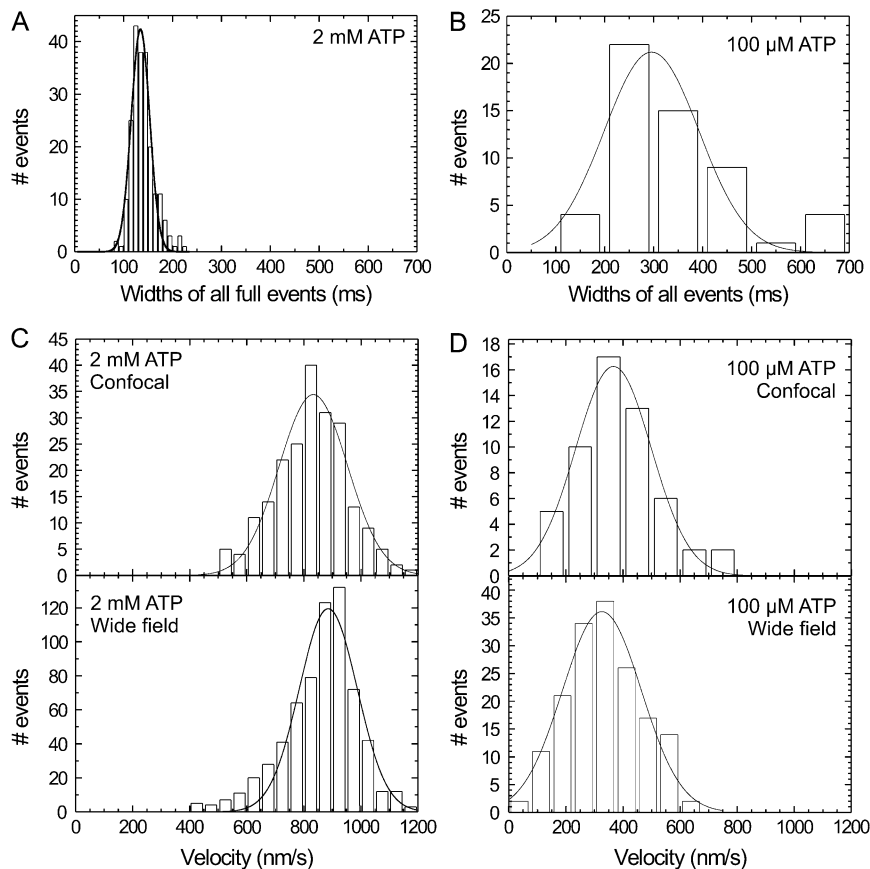 A
2 mM ATP
# events
40
30
20
10
0
0 100 200 300 400 500 600 700
Widths of all full events (ms)
B
100 µM ATP
# events
25
20
15
10
5
0
0 100 200 300 400 500 600 700
Widths of all events (ms)
C
2 mM ATP
Confocal
# events
45
40
35
30
25
20
15
10
5
0
2 mM ATP
Wide field
# events
120
100
80
60
40
20
0
0 200 400 600 800 1000 1200
Velocity (nm/s)
D
100 µM ATP
Confocal
# events
18
16
14
12
10
8
6
4
2
0
100 µM ATP
Wide field
# events
40
35
30
25
20
15
10
5
0
0 200 400 600 800 1000 1200
Velocity (nm/s)